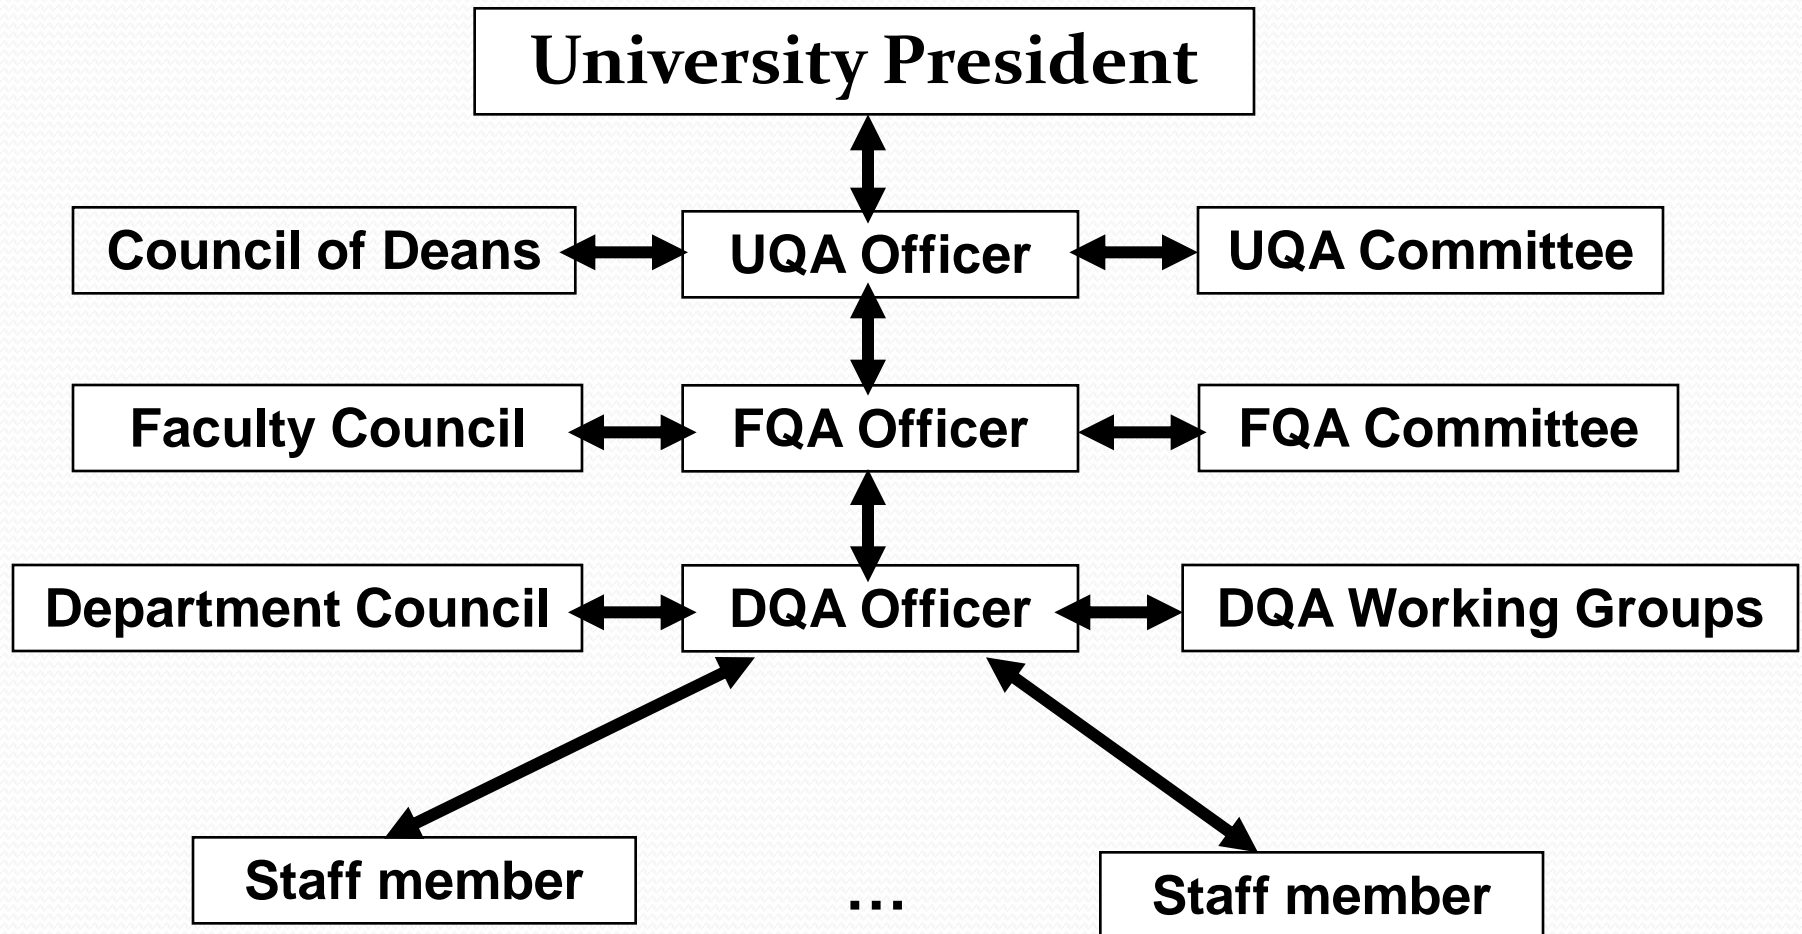 University President
Council of Deans
UQA Officer
UQA Committee
Faculty Council
FQA Officer
FQA Committee
Department Council
DQA Officer
DQA Working Groups
Staff member
...
Staff member